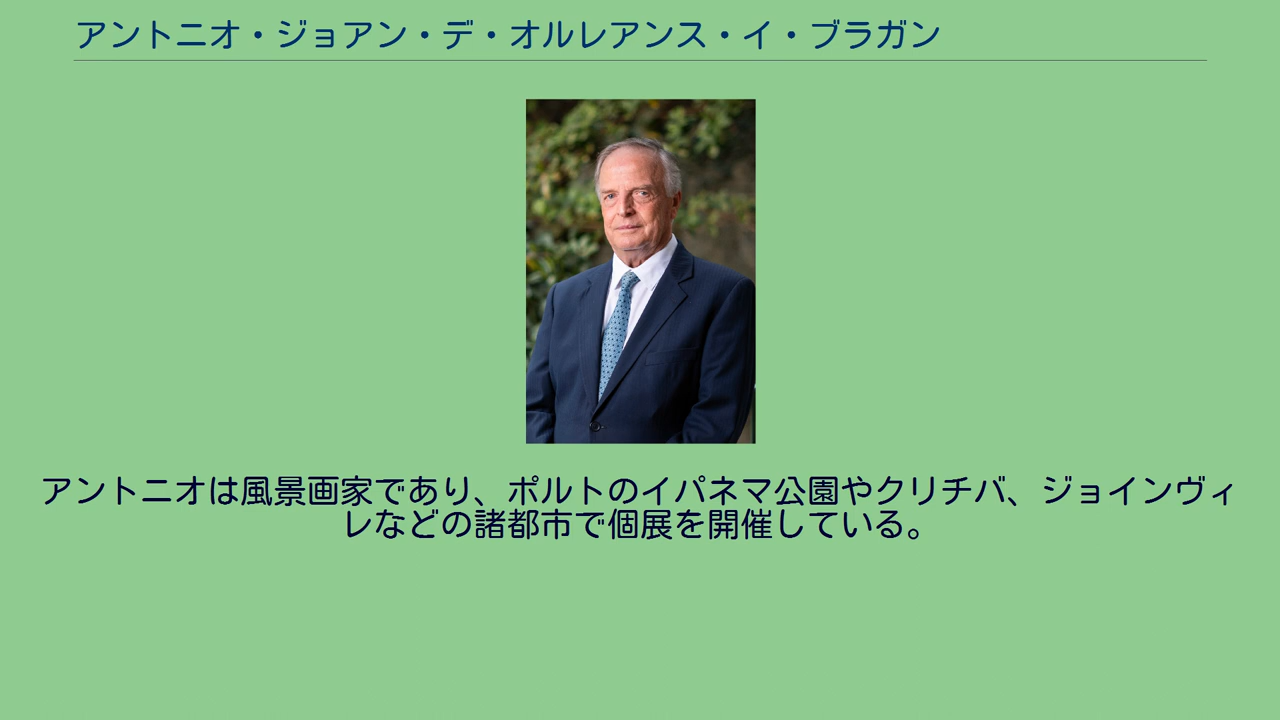 アントニオ・ジョアン・デ・オルレアンス・イ・ブラガン
アントニオは風景画家であり、ポルトのイパネマ公園やクリチバ、ジョインヴィ
レなどの諸都市で個展を開催している。